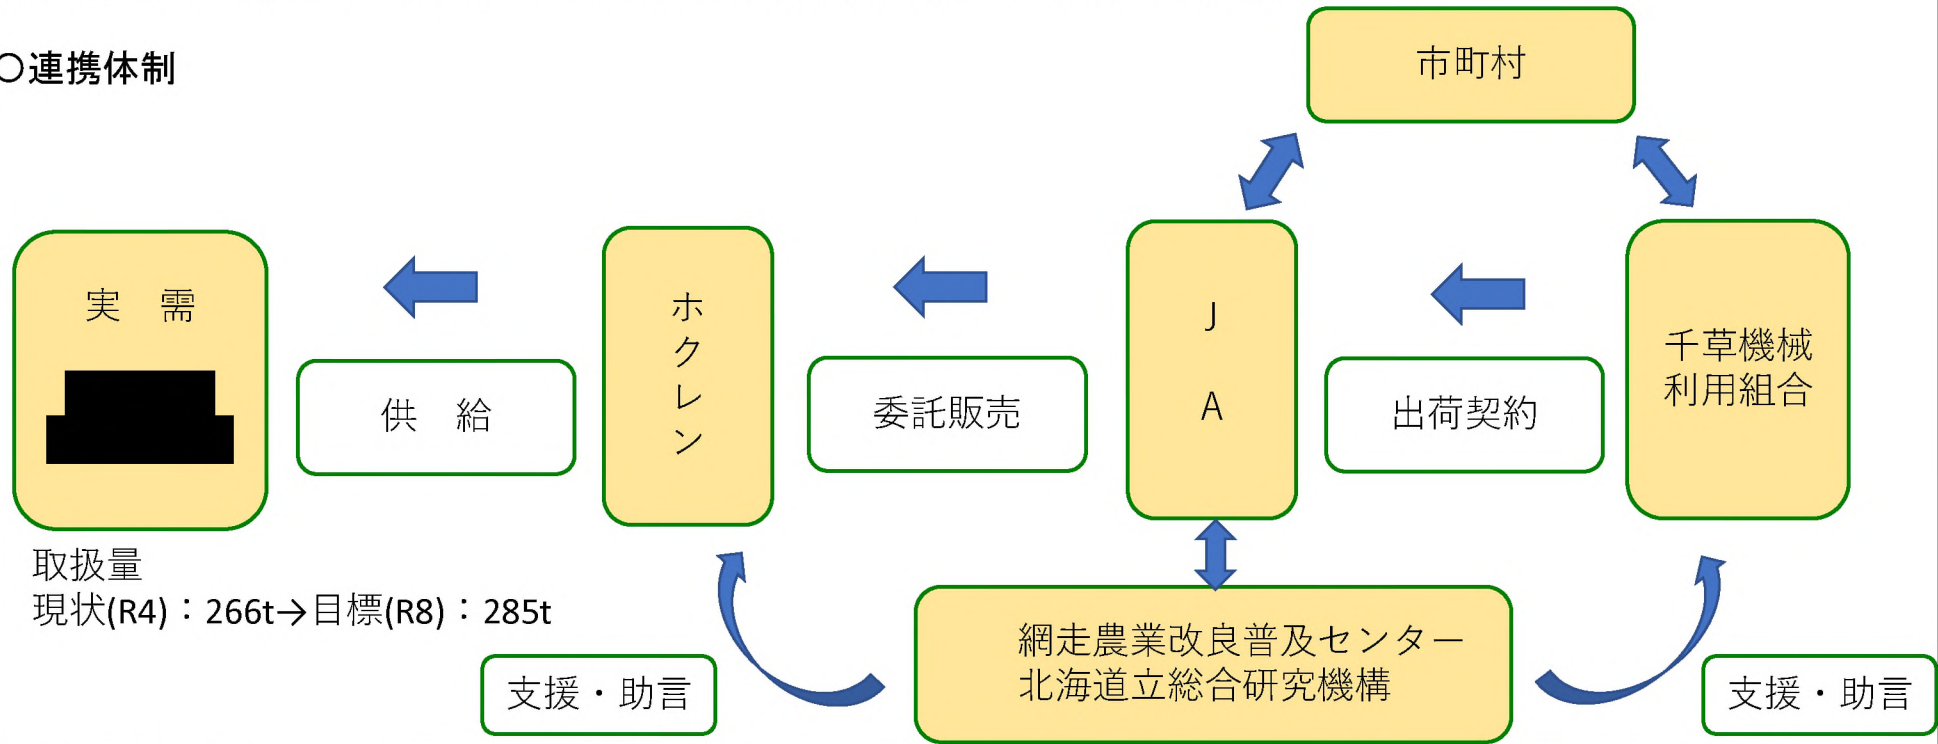 ○連携体制
市町村
実　需
ホクレン
J A
千草機械
利用組合
供　給
委託販売
出荷契約
取扱量
現状(R4)：266t→目標(R8)：285t
網走農業改良普及センター
北海道立総合研究機構
支援・助言
支援・助言